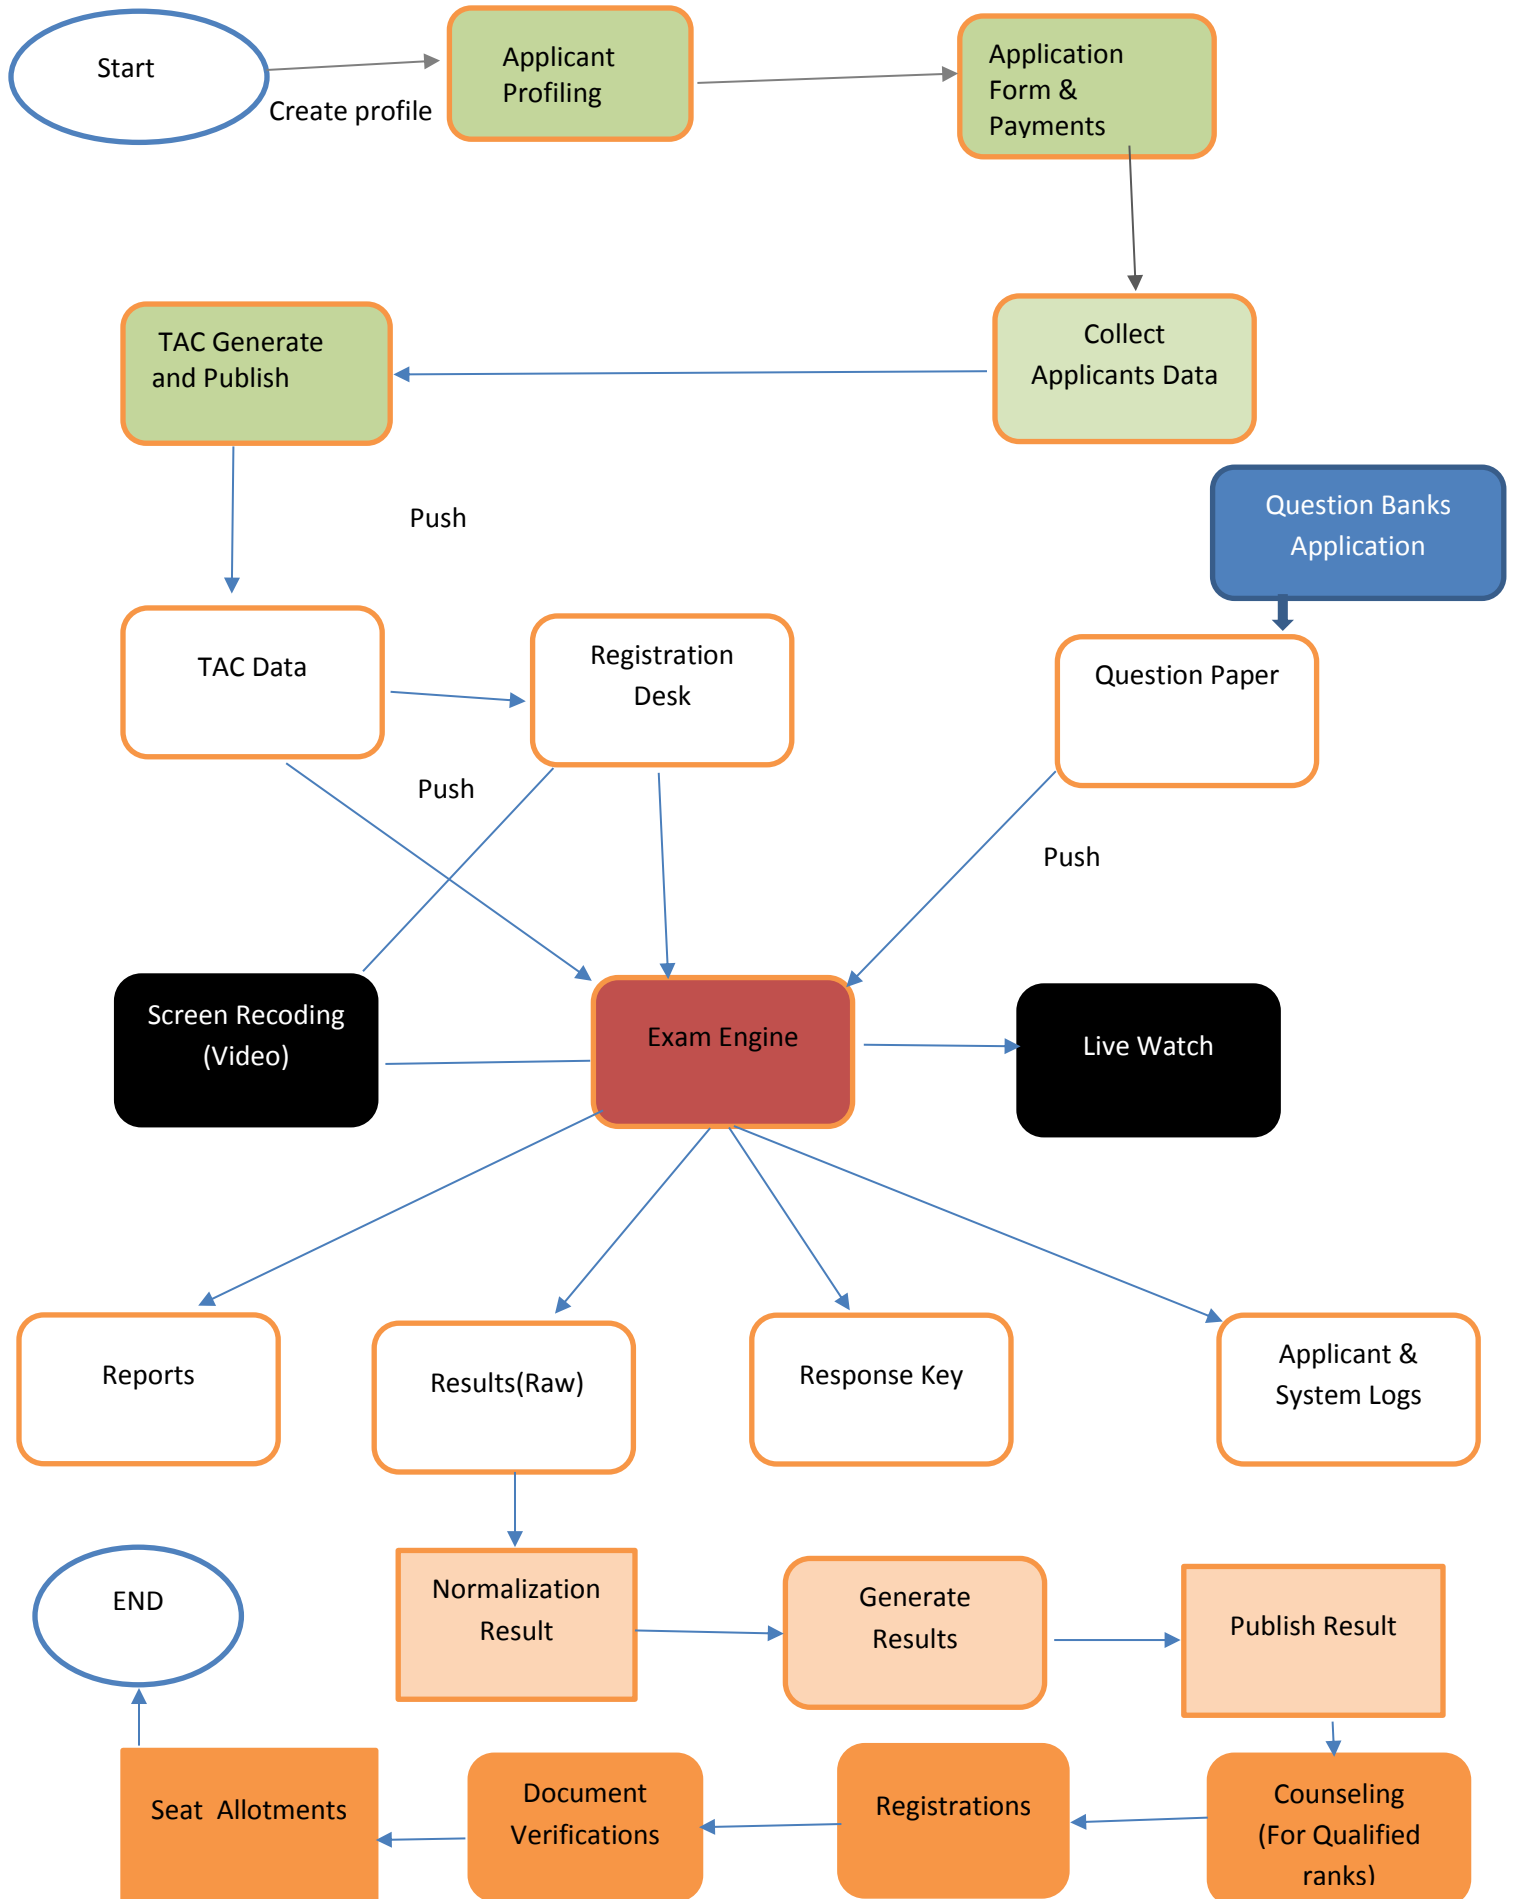 Start
Create profile
Applicant
Profiling
Application
Form &
Payments
TAC Generate
and Publish
Collect
Applicants Data
Push
Question Banks
Application
TAC Data
Registration
Desk
Question Paper
Push
Push
Screen Recoding
(Video)
Exam Engine
Live Watch
Reports
Results(Raw)
Response Key
Applicant &
System Logs
END
Normalization
Result
Generate
Results
Publish Result
Seat  Allotments
Document
Verifications
Registrations
Counseling
(For Qualified
ranks)